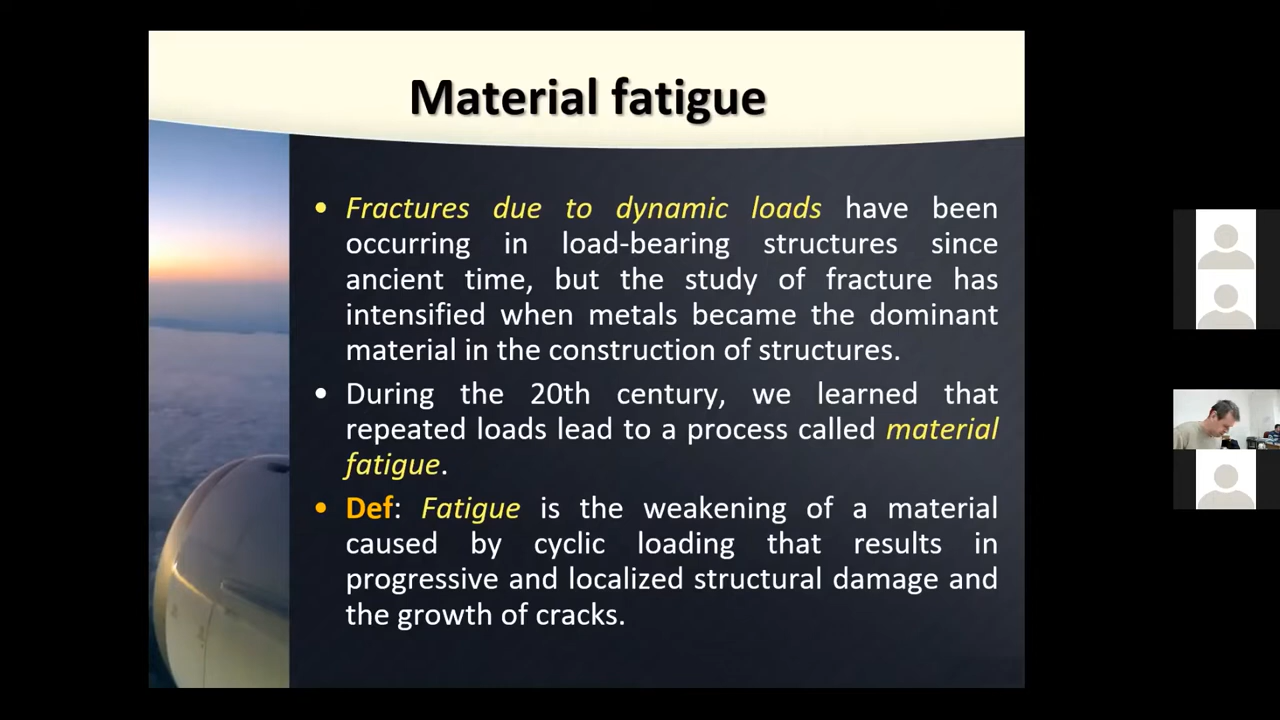 Material fatigue
• Fractures due to dynamic loads have been
occurring in load-bearing structures since
ancient time, but the study of fracture has
intensified when metals became the dominant
material in the construction of structures.
• During the 20th century, we learned that
repeated loads lead to a process called material
fatigue.
• Def: Fatigue is the weakening of a material
caused by cyclic loading that results in
progressive and localized structural damage and
the growth of cracks.